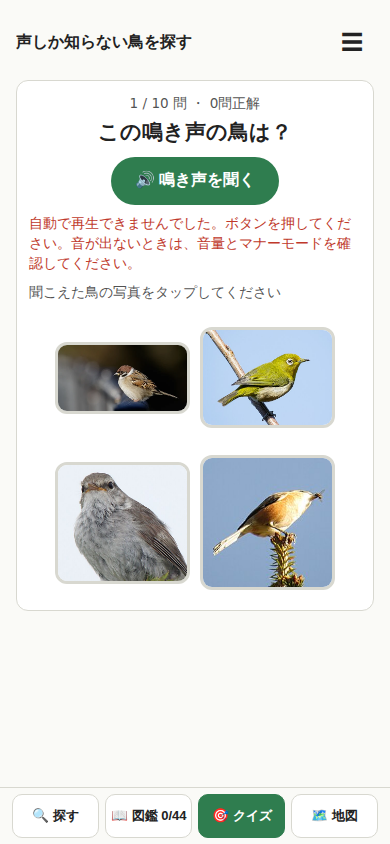 声しか知らない鳥を探す
1 / 10 問 ・ 0問正解
この鳴き声の鳥は？
🔊 鳴き声を聞く
自動で再生できませんでした。ボタンを押してくだ
さい。音が出ないときは、音量とマナーモードを確
認してください。
聞こえた鳥の写真をタップしてください
🔍 探す
📖 図鑑 0/44
🎯 クイズ
🗺️ 地図